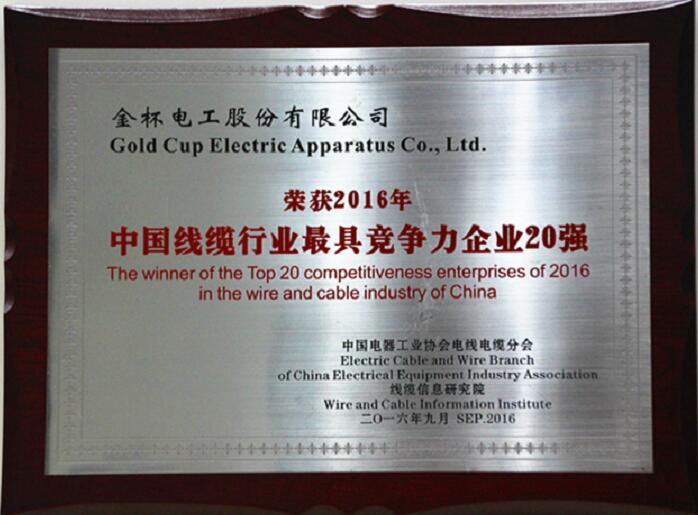 金杯电工股份有限公司
Gold Cup Electric Apparatus Co., Ltd.
荣获2016年
中国线缆行业最具竞争力企业20强
The winner of the Top 20 competitiveness enterprises of 2016
in the wire and cable industry of China
中国电器工业协会电线电缆分会
Electric Cable and Wire Branch
of China Electrical Equipment Industry Association
线缆信息研究院
Wire and Cable Information Institute
二〇一六年九月 SEP.2016